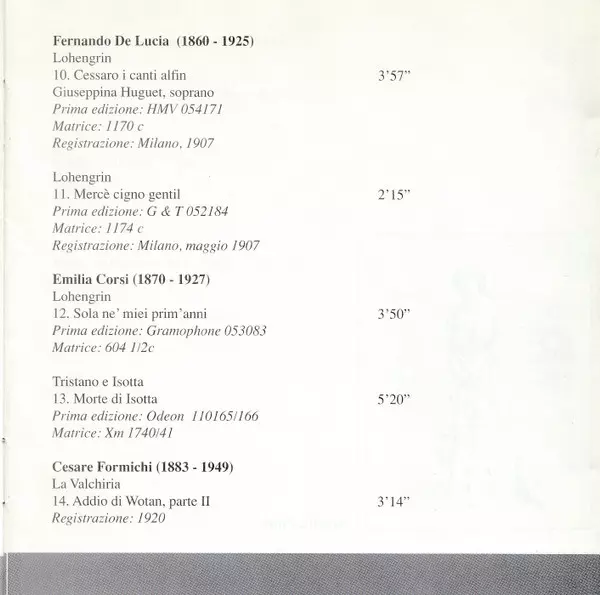 Fernando De Lucia (1860 - 1925)
Lohengrin
10. Cessaro i canti alfin 3’57”
Giuseppina Huguet, soprano
Prima edizione: HMV 054171
Matrice: 1170 c
Registrazione: Milano, 1907
Lohengrin
11. Mercè cigno gentil 2’15”
Prima edizione: G & T 052184
Matrice: 1174 c
Registrazione: Milano, maggio 1907
Emilia Corsi (1870 - 1927)
Lohengrin
12. Sola ne’ miei prim’anni 3’50”
Prima edizione: Gramophone 053083
Matrice: 604 1/2c
Tristano e Isotta
13. Morte di Isotta 5’20”
Prima edizione: Odeon 110165/166
Matrice: Xm 1740/41
Cesare Formichi (1883 - 1949)
La Valchiria
14. Addio di Wotan, parte II 3’14”
Registrazione: 1920